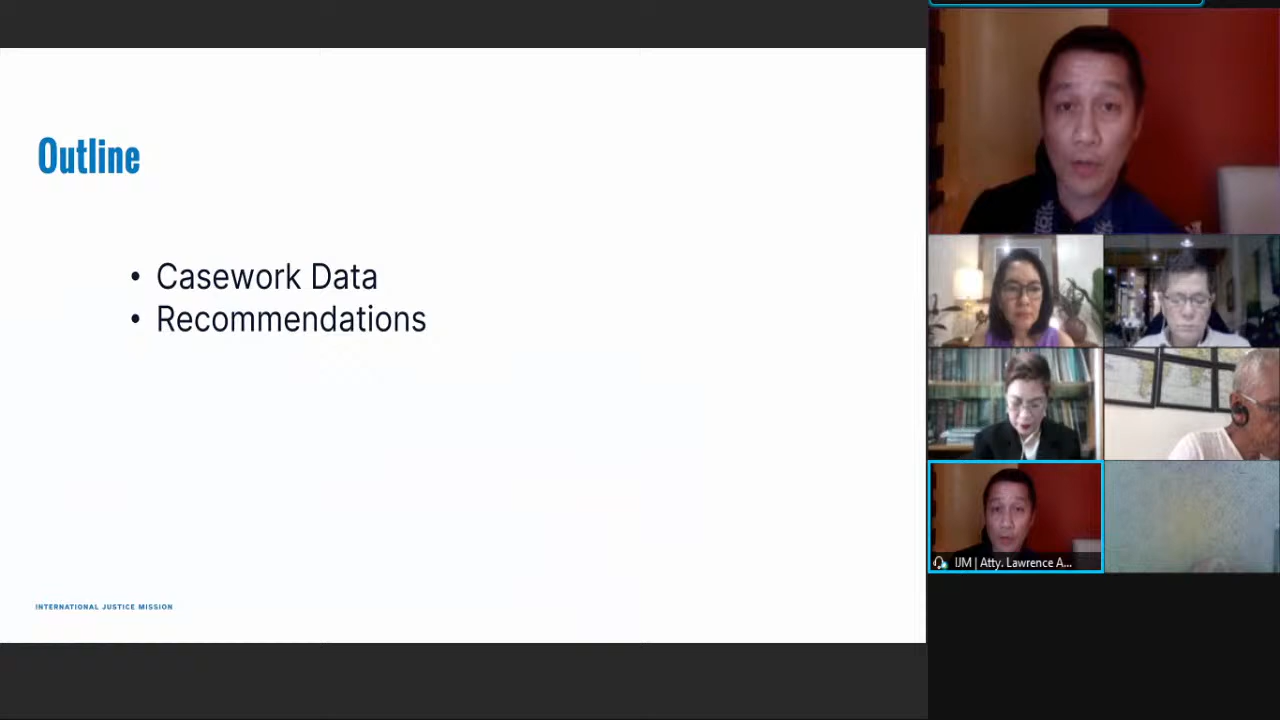 Outline
• Casework Data
• Recommendations
INTERNATIONAL JUSTICE MISSION
IJM | Atty. Lawrence A...